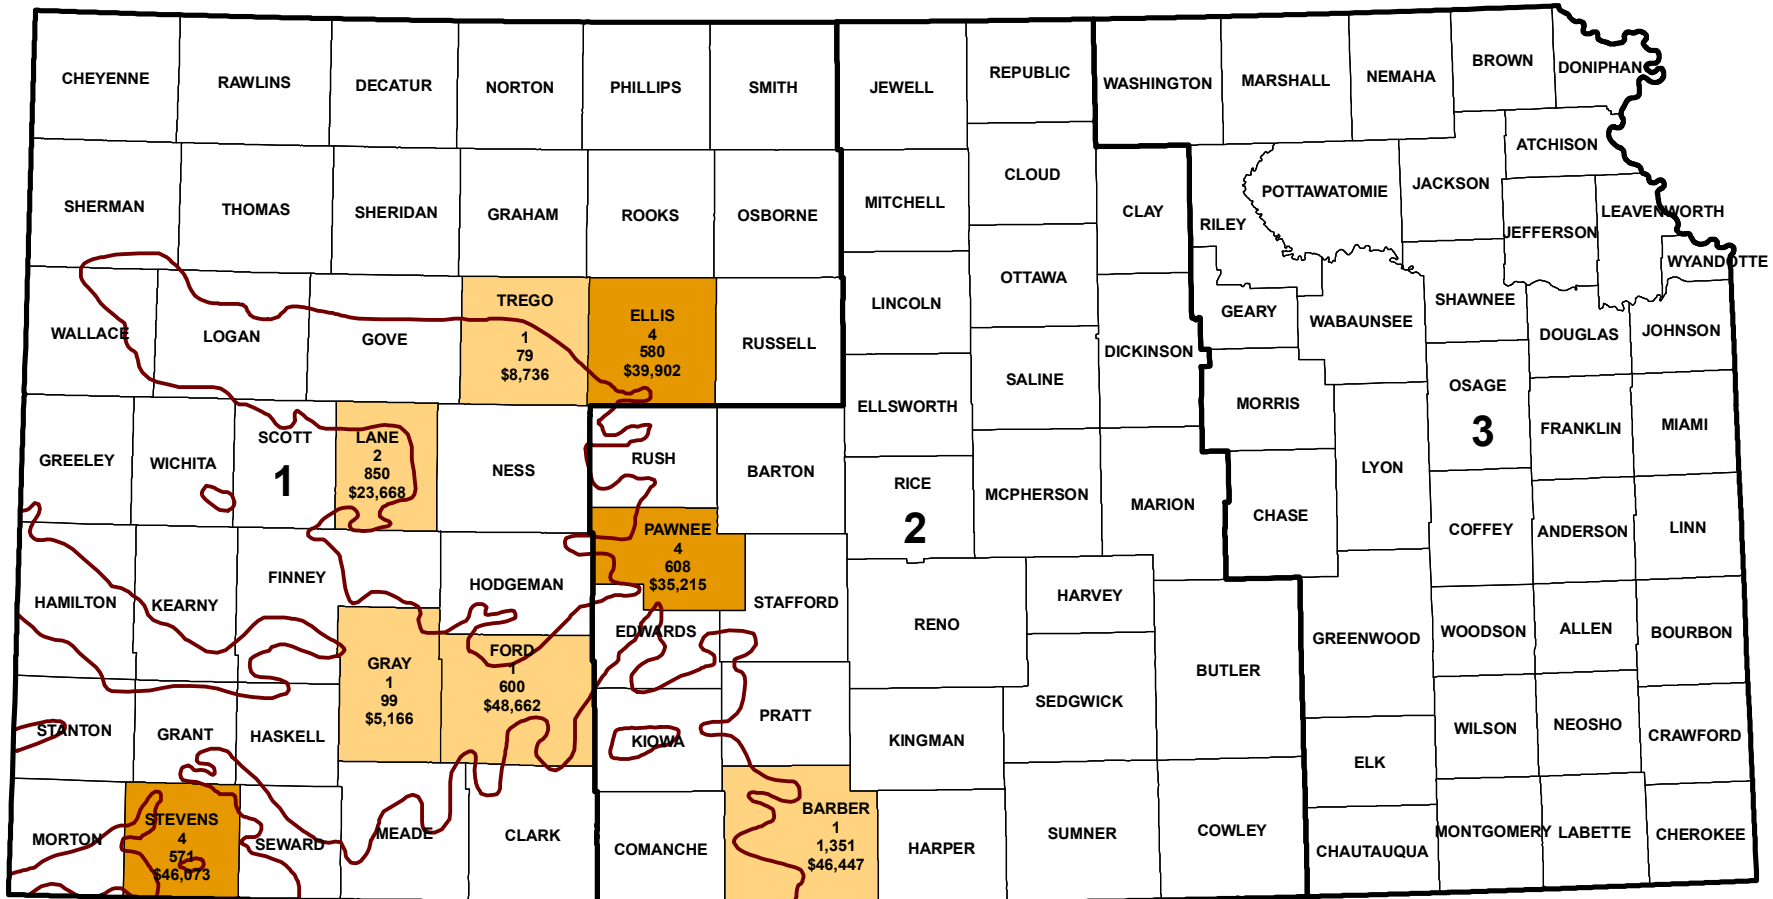 CHEYENNE
RAWLINS
DECATUR
NORTON
PHILLIPS
SMITH
JEWELL
REPUBLIC
WASHINGTON
MARSHALL
NEMAHA
BROWN
DONIPHAN
SHERMAN
THOMAS
SHERIDAN
GRAHAM
ROOKS
OSBORNE
MITCHELL
CLOUD
CLAY
RILEY
POTTAWATOMIE
JACKSON
ATCHISON
JEFFERSON
LEAVENWORTH
WYANDOTTE
WALLACE
LOGAN
GOVE
TREGO
1
79
$8,736
ELLIS
4
580
$39,902
RUSSELL
LINCOLN
OTTAWA
DICKINSON
GEARY
WABAUNSEE
SHAWNEE
DOUGLAS
JOHNSON
GREELEY
WICHITA
SCOTT
1
LANE
2
850
$23,668
NESS
RUSH
BARTON
ELLSWORTH
SALINE
MORRIS
OSAGE
3
FRANKLIN
MIAMI
RICE
2
MCPHERSON
MARION
CHASE
LYON
COFFEY
ANDERSON
LINN
HAMILTON
KEARNY
FINNEY
HODGEMAN
PAWNEE
4
608
$35,215
STAFFORD
EDWARDS
RENO
HARVEY
BUTLER
GREENWOOD
WOODSON
ALLEN
BOURBON
GRAY
1
99
$5,166
FORD
1
600
$48,662
STANTON
GRANT
HASKELL
KIOWA
PRATT
KINGMAN
SEDGWICK
ELK
WILSON
NEOSHO
CRAWFORD
MORTON
STEVENS
4
571
$46,073
SEWARD
MEADE
CLARK
COMANCHE
BARBER
1
1,351
$46,447
HARPER
SUMNER
COWLEY
CHAUTAUQUA
MONTGOMERY
LABETTE
CHEROKEE